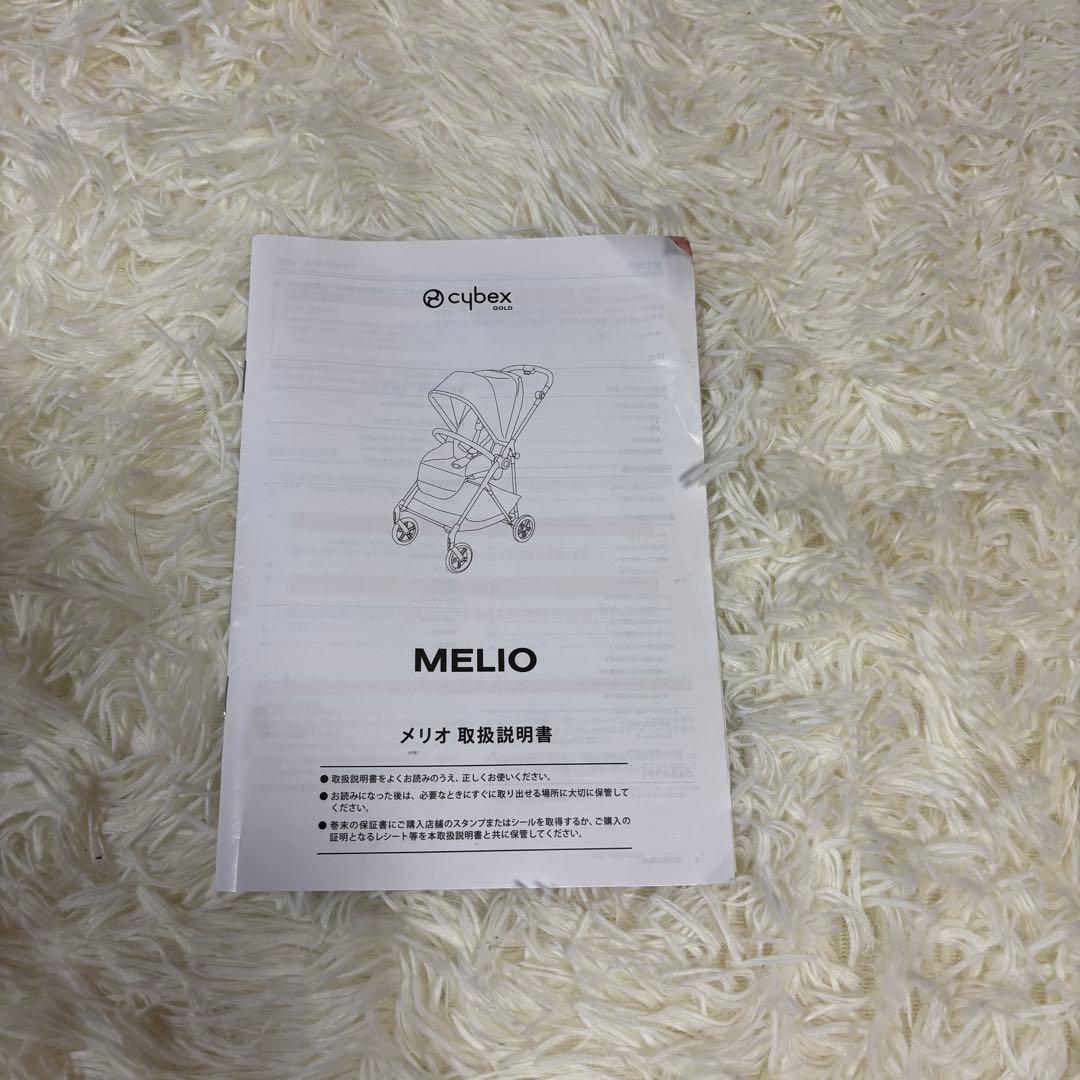 cybex
GOLD
MELIO
メリオ 取扱説明書
● 取扱説明書をよくお読みのうえ、正しくお使いください。
● お読みになった後は、必要なときにすぐに取り出せる場所に大切に保管して
ください。
● 巻末の保証書にご購入店舗のスタンプまたはシールを取得するか、ご購入の
証明となるレシート等を本取扱説明書と共に保管してください。